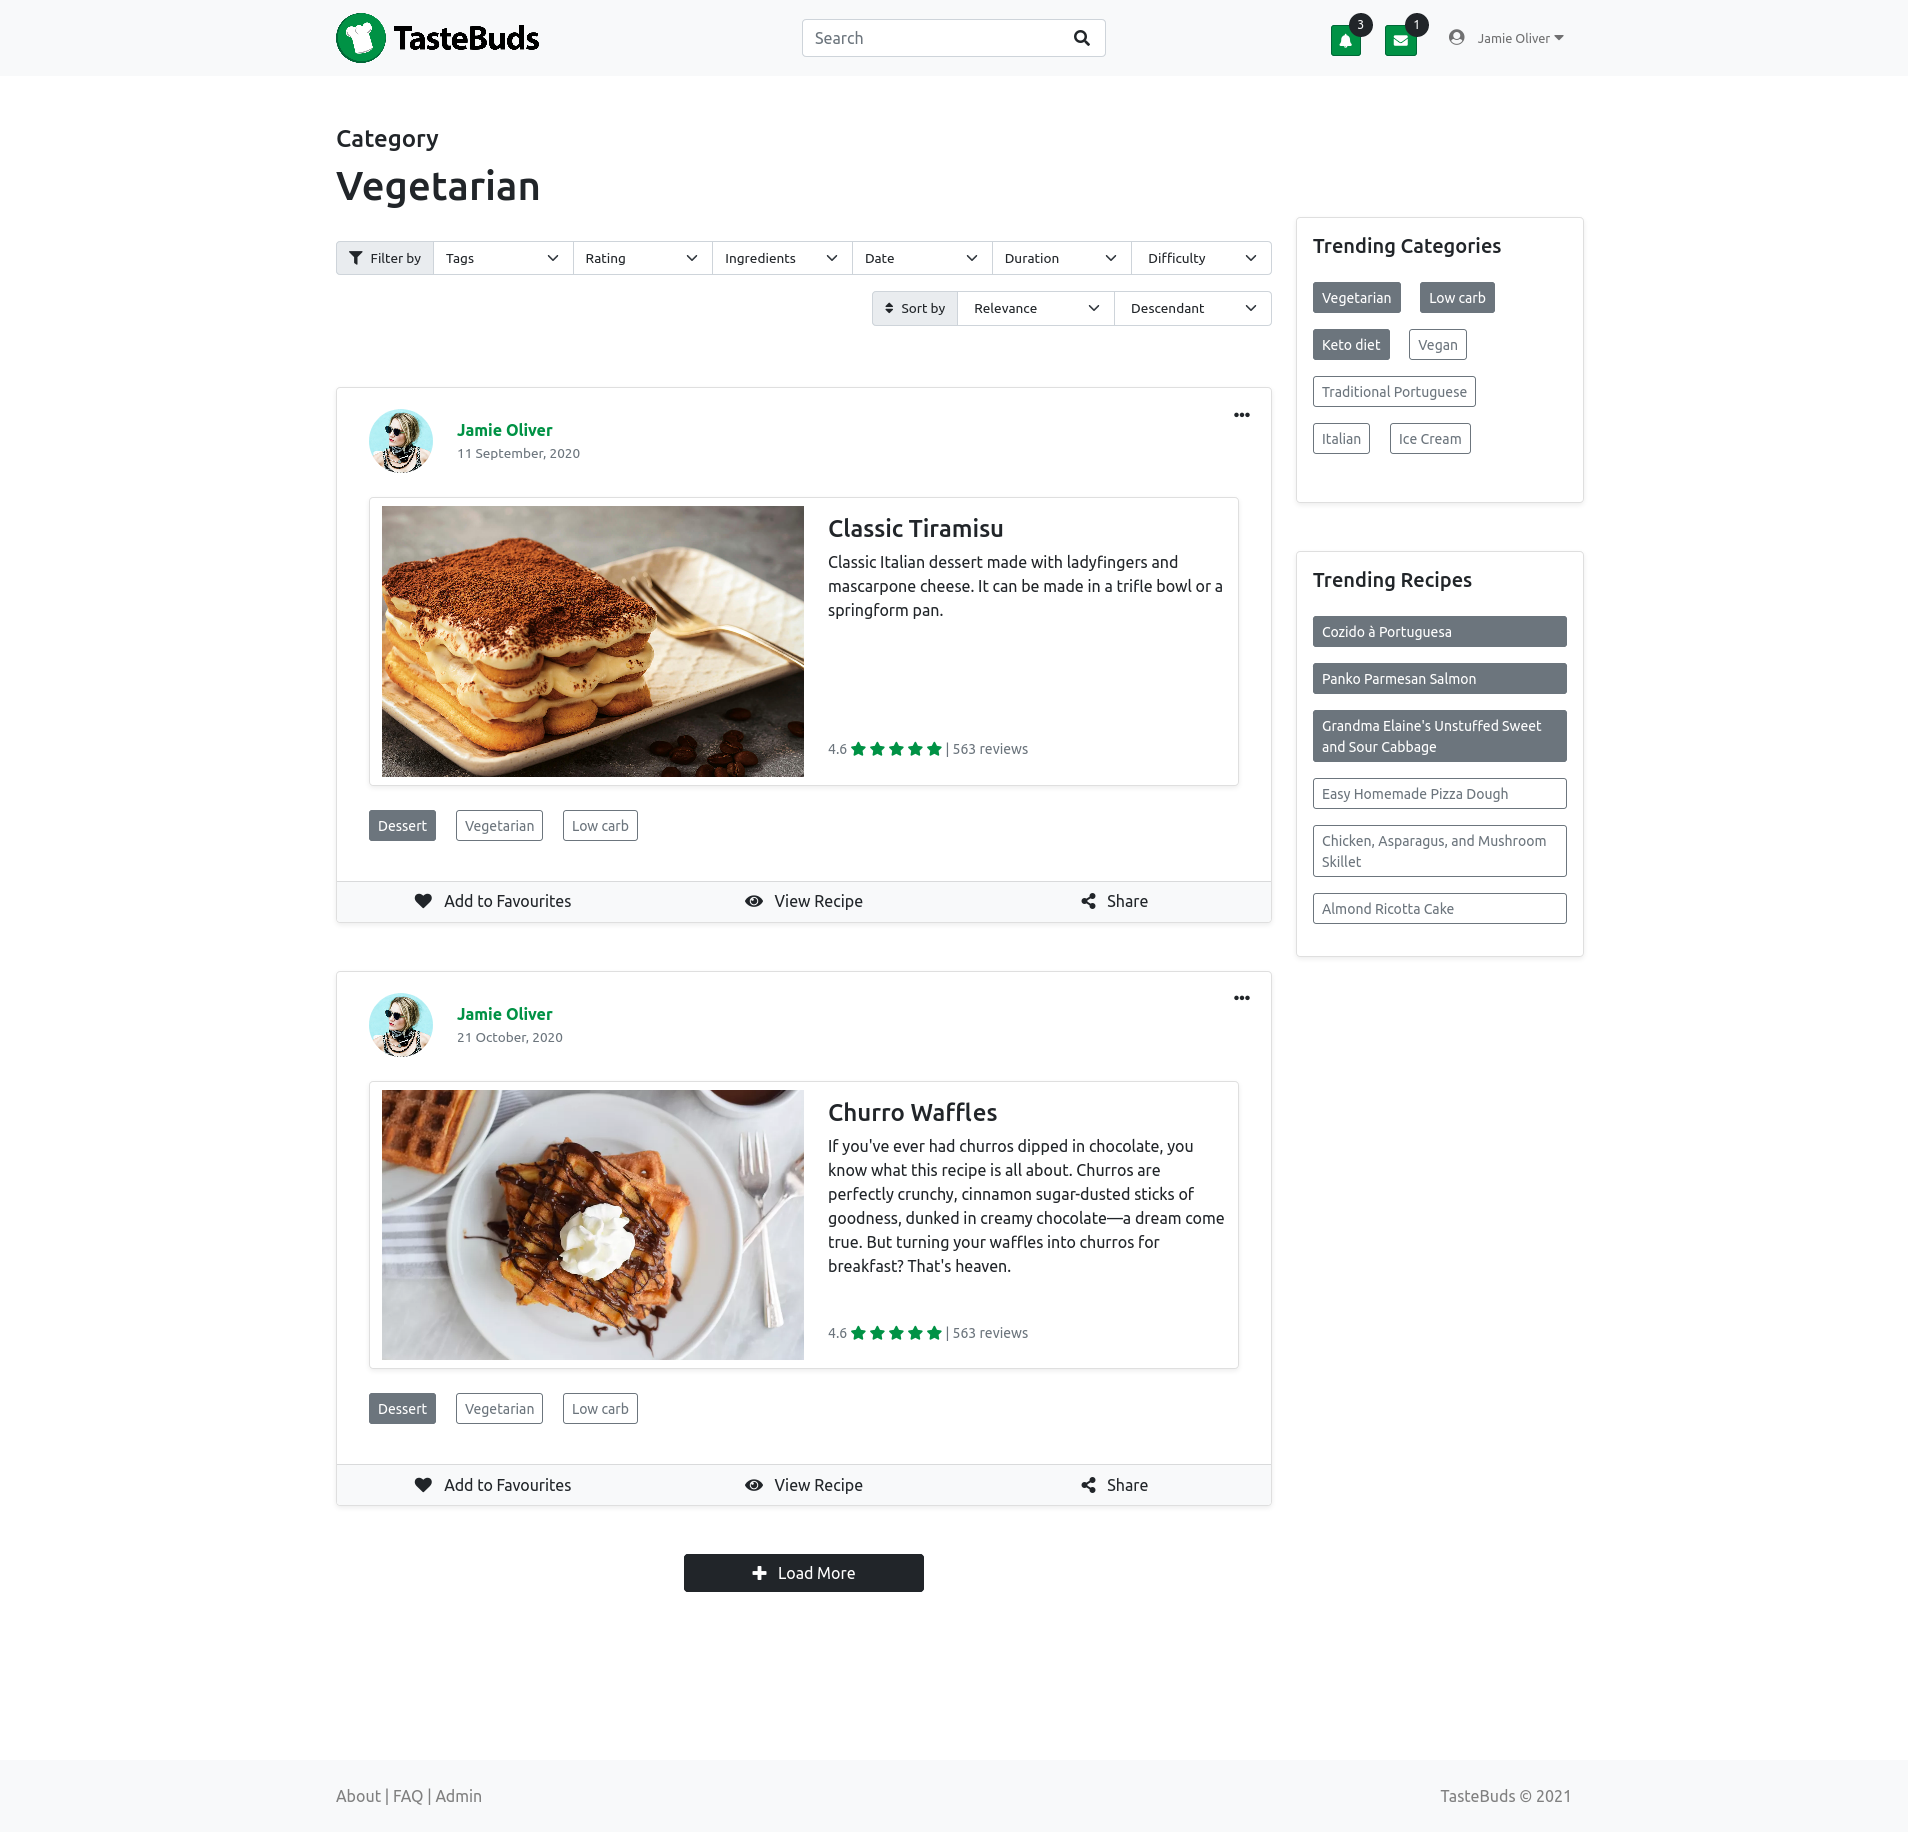 TasteBuds
Search
3
1
Jamie Oliver
Category
Vegetarian
Filter by
Tags
Rating
Ingredients
Date
Duration
Difficulty
Sort by
Relevance
Descendant
Jamie Oliver
11 September, 2020
Classic Tiramisu
Classic Italian dessert made with ladyfingers and
mascarpone cheese. It can be made in a trifle bowl or a
springform pan.
4.6 | 563 reviews
Dessert
Vegetarian
Low carb
Add to Favourites
View Recipe
Share
Jamie Oliver
21 October, 2020
Churro Waffles
If you've ever had churros dipped in chocolate, you
know what this recipe is all about. Churros are
perfectly crunchy, cinnamon sugar-dusted sticks of
goodness, dunked in creamy chocolate—a dream come
true. But turning your waffles into churros for
breakfast? That's heaven.
4.6 | 563 reviews
Dessert
Vegetarian
Low carb
Add to Favourites
View Recipe
Share
Load More
Trending Categories
Vegetarian
Low carb
Keto diet
Vegan
Traditional Portuguese
Italian
Ice Cream
Trending Recipes
Cozido à Portuguesa
Panko Parmesan Salmon
Grandma Elaine's Unstuffed Sweet
and Sour Cabbage
Easy Homemade Pizza Dough
Chicken, Asparagus, and Mushroom
Skillet
Almond Ricotta Cake
About | FAQ | Admin
TasteBuds © 2021